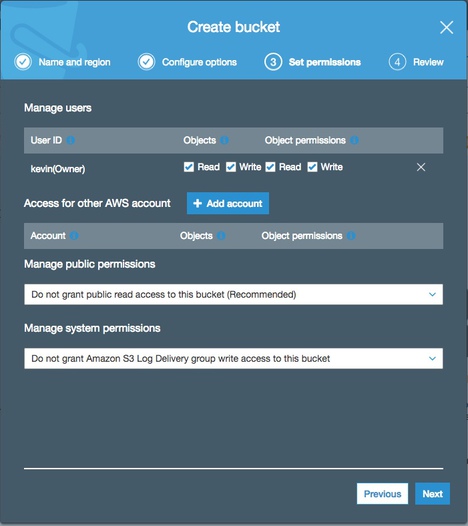 Create bucket
Name and region Configure options 3 Set permissions 4 Review
Manage users
User ID Objects Object permissions
kevin(Owner) Read Write Read Write
Access for other AWS account + Add account
Account Objects Object permissions
Manage public permissions
Do not grant public read access to this bucket (Recommended)
Manage system permissions
Do not grant Amazon S3 Log Delivery group write access to this bucket
Previous Next